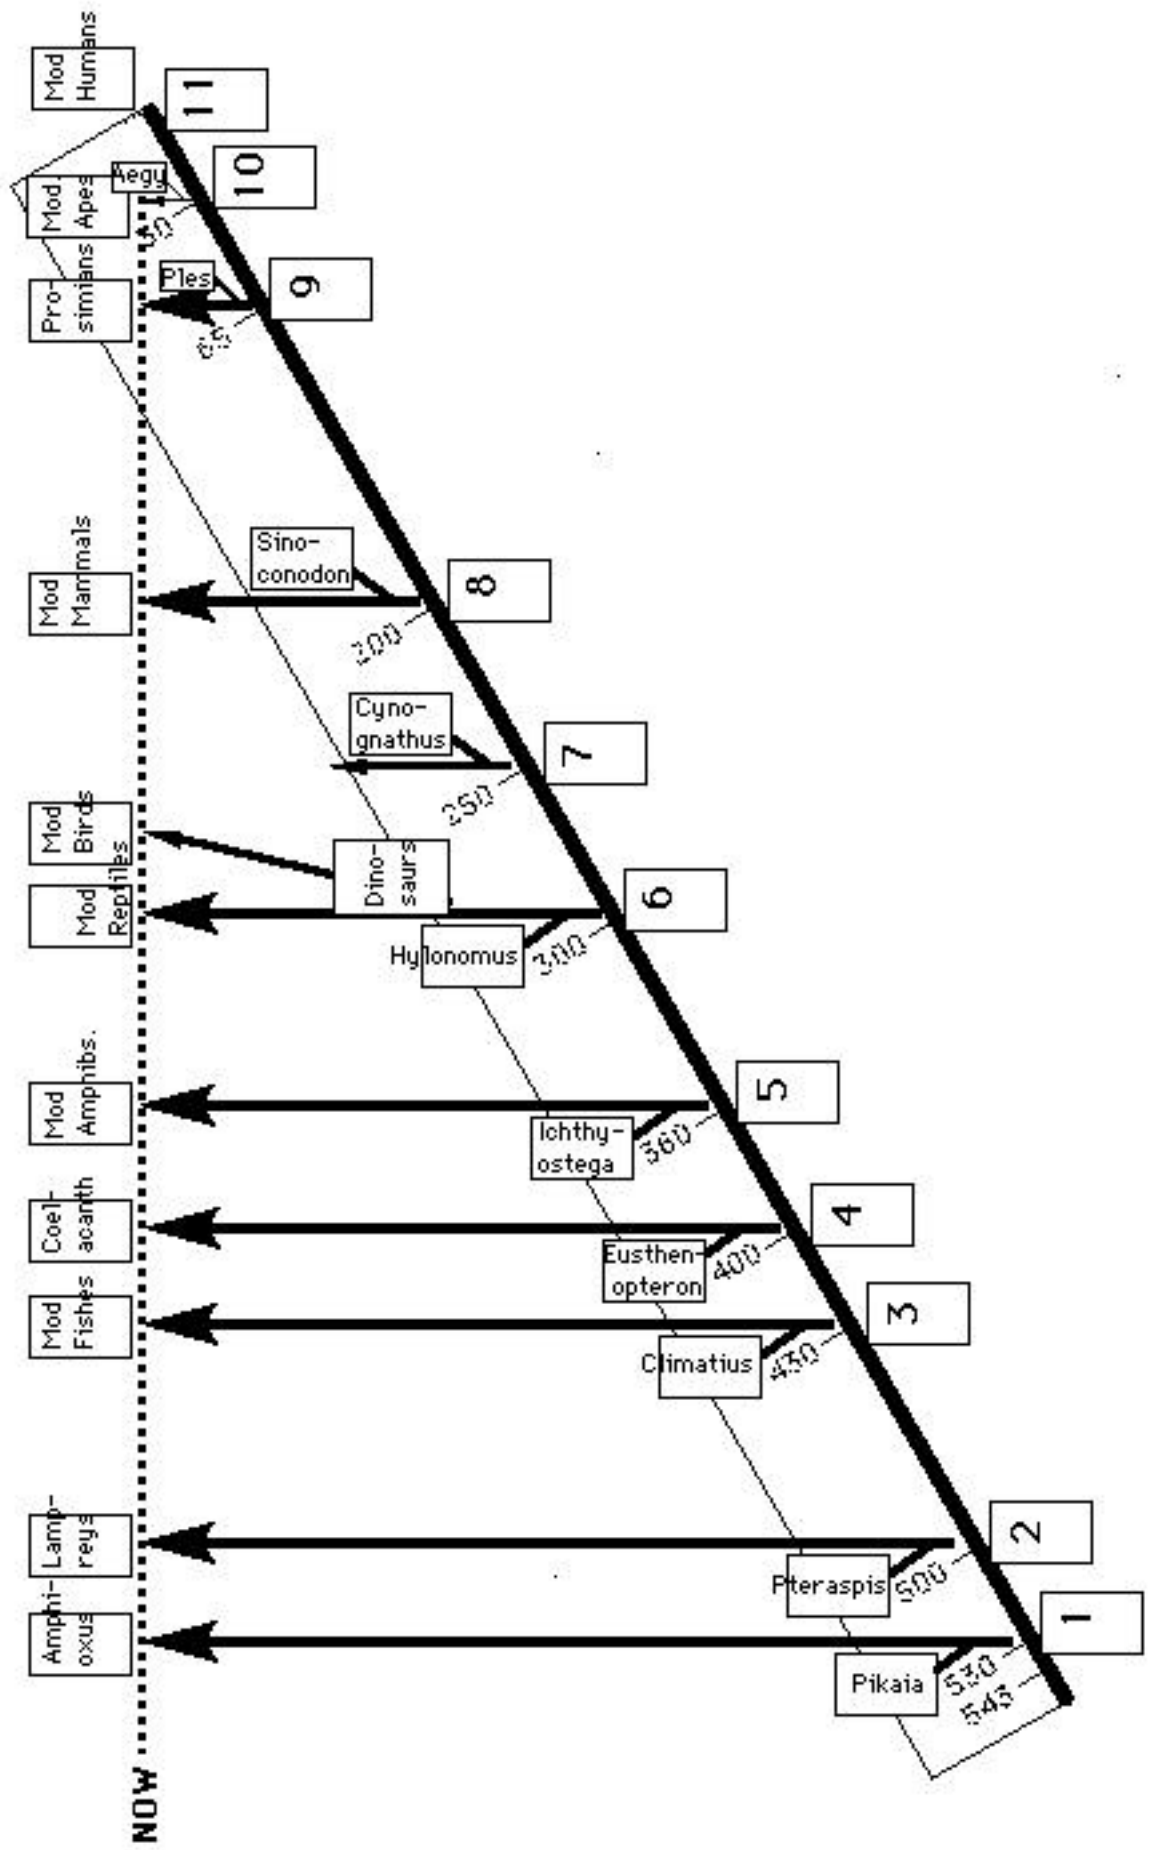 Mod
Humans
11
Mod.
Apes
Aegy
10
Pro-
simians
Ples
9
65
Mod
Mammals
Sino-
conodon
8
200
Cyno-
gnathus
7
250
Mod
Birds
Mod
Reptiles
Dino-
saurs
Hylonomus
6
300
Mod
Amphibs.
Ichthy-
ostega
5
360
Coel-
acanth
Eusthen-
opteron
4
400
Mod
Fishes
Climatius
3
430
Lamp-
reys
Pteraspis
2
500
Amphi-
oxus
Pikaia
1
530
543
NOW